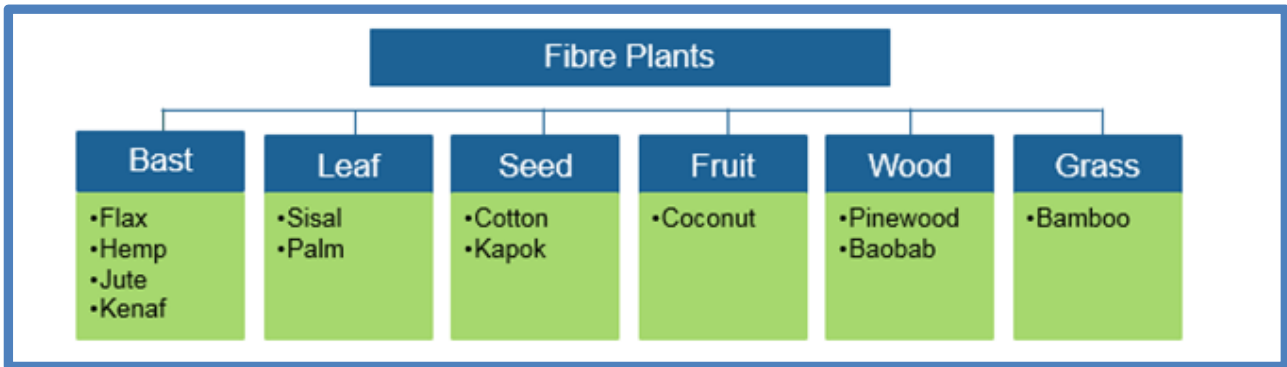 Fibre Plants
Bast
•Flax
•Hemp
•Jute
•Kenaf
Leaf
•Sisal
•Palm
Seed
•Cotton
•Kapok
Fruit
•Coconut
Wood
•Pinewood
•Baobab
Grass
•Bamboo